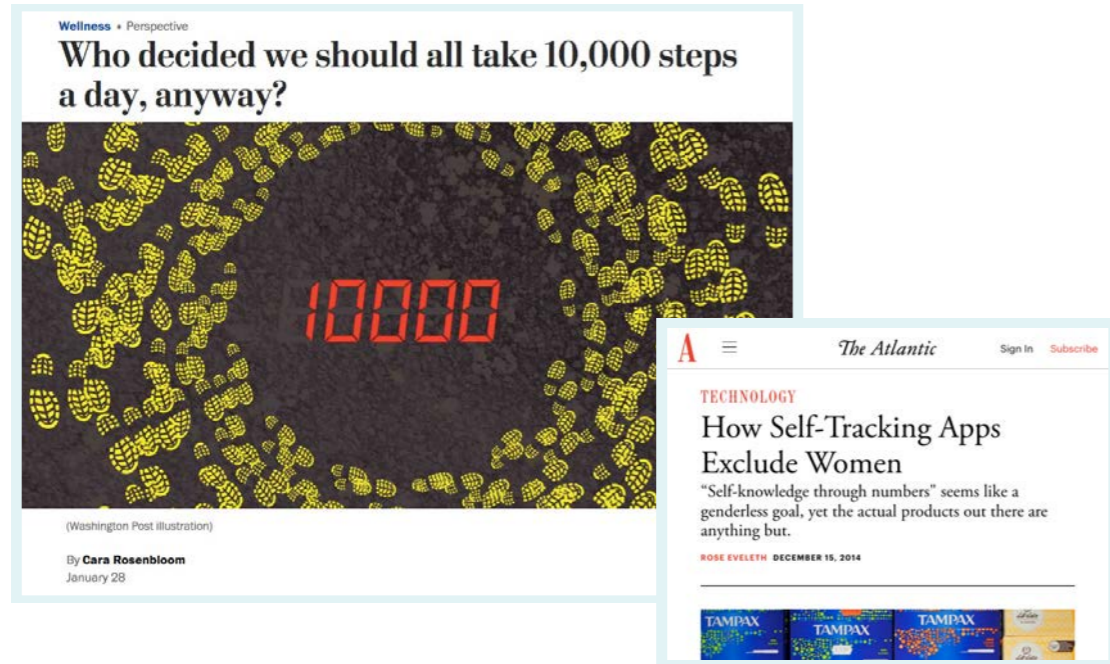 Wellness • Perspective
Who decided we should all take 10,000 steps
a day, anyway?
10000
(Washington Post illustration)
By Cara Rosenbloom
January 28
A
The Atlantic
Sign In Subscribe
TECHNOLOGY
How Self-Tracking Apps
Exclude Women
“Self-knowledge through numbers” seems like a
genderless goal, yet the actual products out there are
anything but.
ROSE EVELETH DECEMBER 15, 2014
TAMPAX TAMPAX TAMPAX